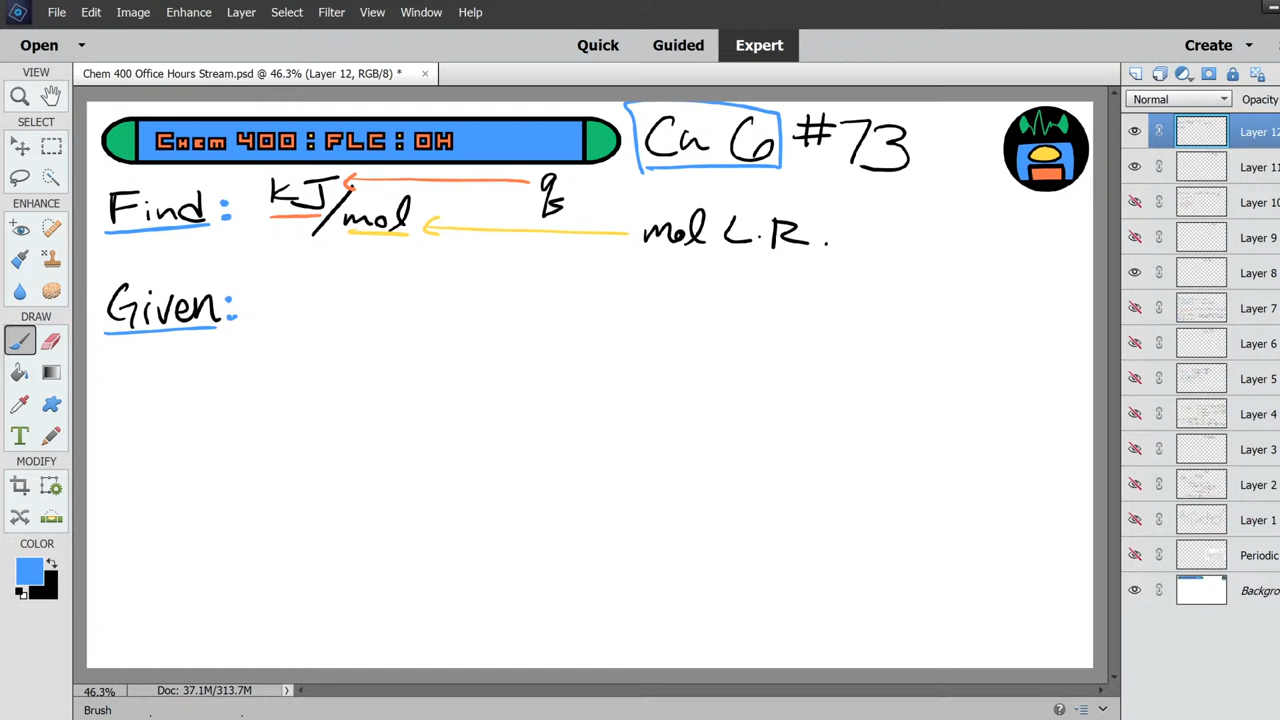 File Edit Image Enhance Layer Select Filter View Window Help
Open Quick Guided Expert Create
VIEW
Chem 400 Office Hours Stream.psd @ 46.3% (Layer 12, RGB/8) * ×
Normal Opacity
SELECT
ENHANCE
DRAW
MODIFY
COLOR
Chem 400:FLC:OH
Ch 6 #73
Find: kJ/mol q
mol L.R.
Given:
Layer 12
Layer 11
Layer 10
Layer 9
Layer 8
Layer 7
Layer 6
Layer 5
Layer 4
Layer 3
Layer 2
Layer 1
Periodic
Backgro
46.3% Doc: 37.1M/313.7M
Brush